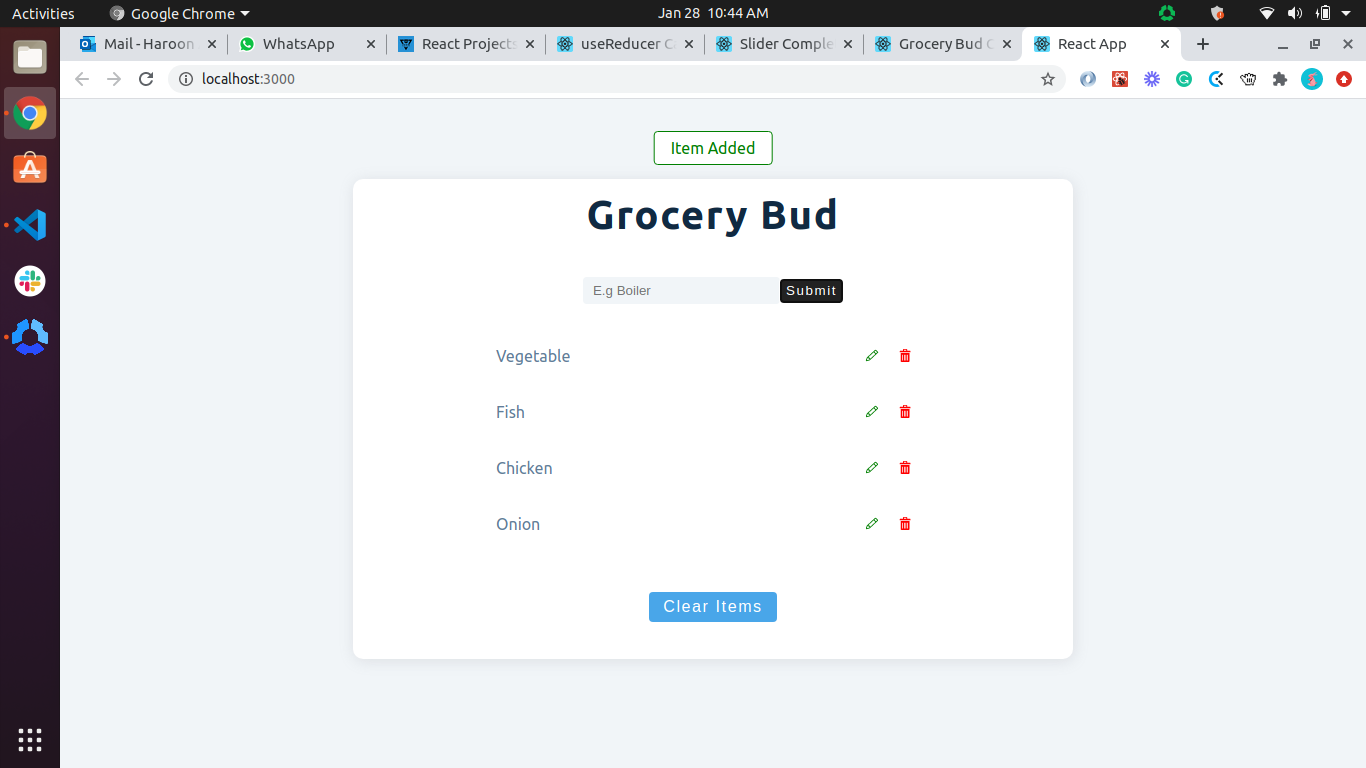 Activities Google Chrome Jan 28 10:44 AM
Mail - Haroon WhatsApp React Projects useReducer C Slider Comple Grocery Bud C React App
localhost:3000
Item Added
Grocery Bud
E.g Boiler Submit
Vegetable
Fish
Chicken
Onion
Clear Items